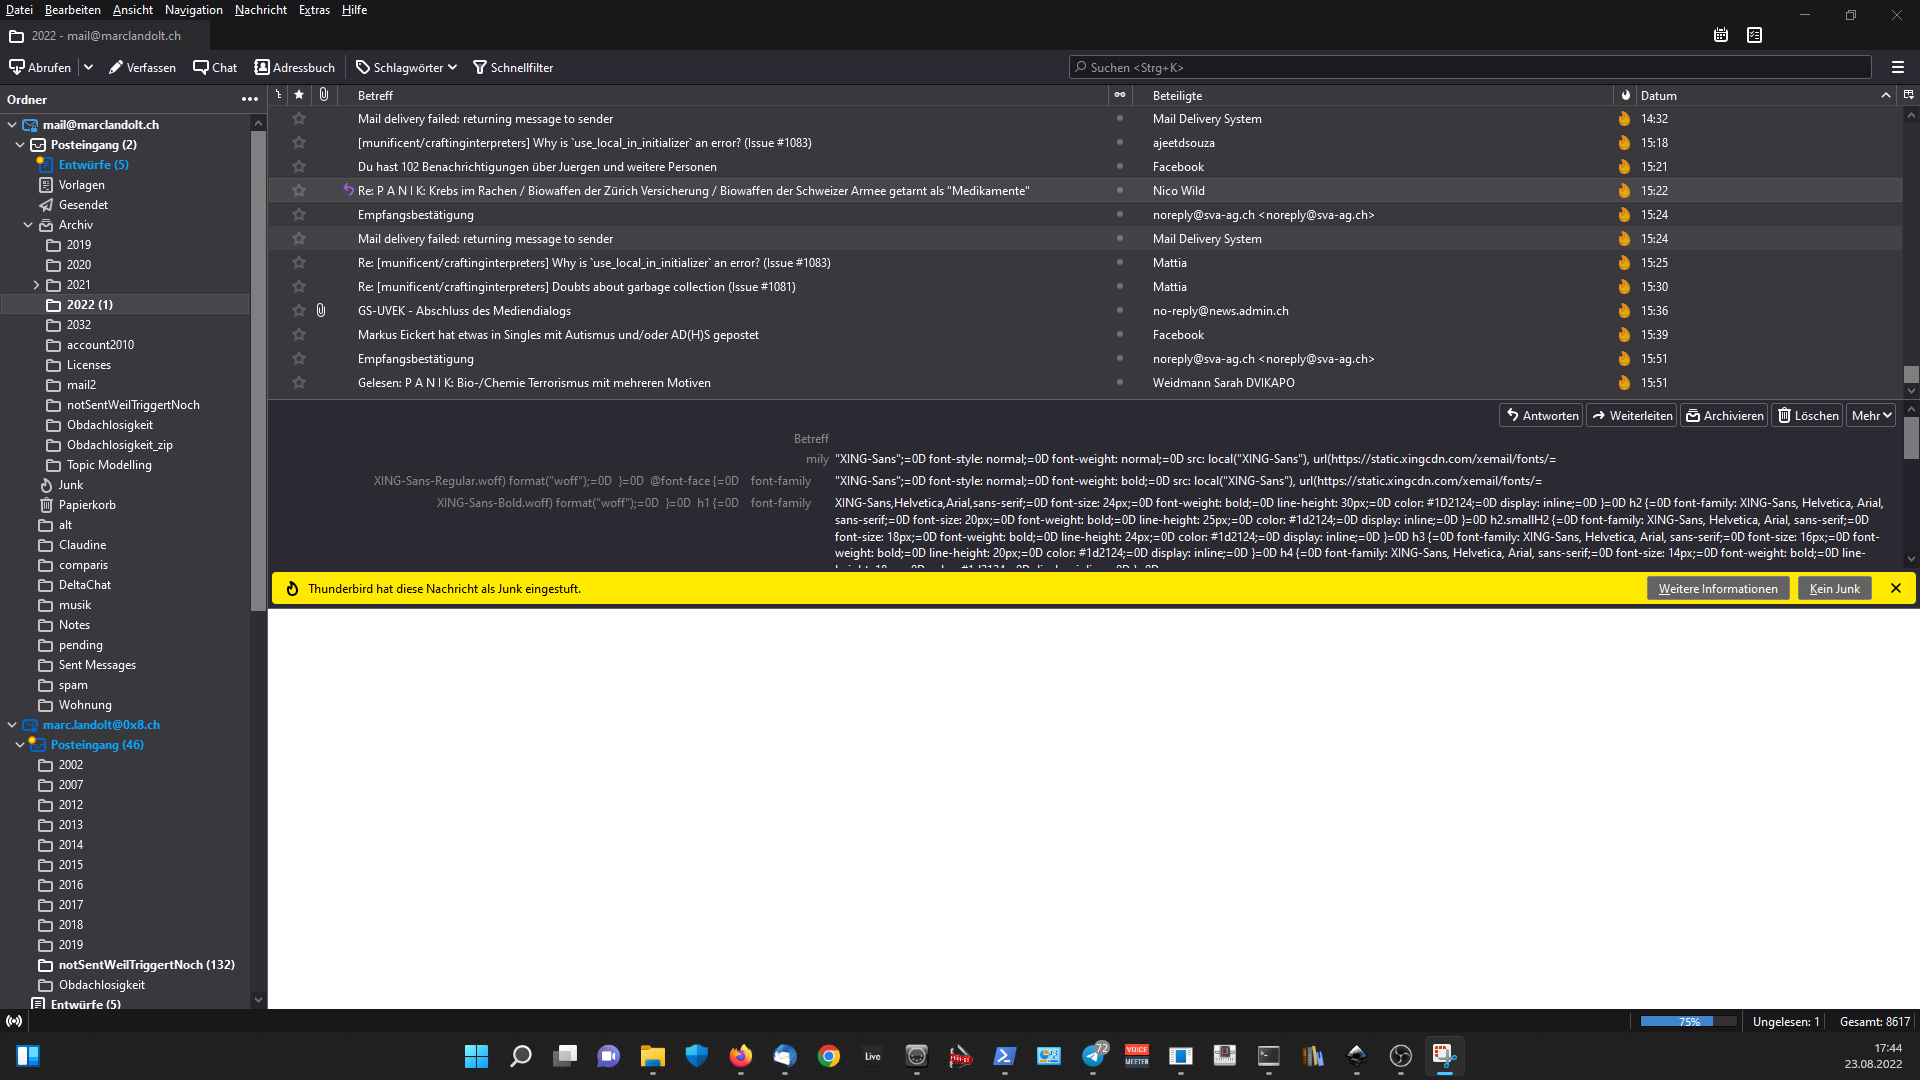 Datei Bearbeiten Ansicht Navigation Nachricht Extras Hilfe
2022 - mail@marclandolt.ch
Abrufen Verfassen Chat Adressbuch Schlagwörter Schnellfilter Suchen <Strg+K>
Ordner
mail@marclandolt.ch
Posteingang (2)
Entwürfe (5)
Vorlagen
Gesendet
Archiv
2019
2020
2021
2022 (1)
2032
account2010
Licenses
mail2
notSentWeilTriggertNoch
Obdachlosigkeit
Obdachlosigkeit_zip
Topic Modelling
Junk
Papierkorb
alt
Claudine
comparis
DeltaChat
musik
Notes
pending
Sent Messages
spam
Wohnung
marc.landolt@0x8.ch
Posteingang (46)
2002
2007
2012
2013
2014
2015
2016
2017
2018
2019
notSentWeilTriggertNoch (132)
Obdachlosigkeit
Entwürfe (5)
Betreff Beteiligte Datum
Mail delivery failed: returning message to sender Mail Delivery System 14:32
[munificent/craftinginterpreters] Why is `use_local_in_initializer` an error? (Issue #1083) ajeetdsouza 15:18
Du hast 102 Benachrichtigungen über Juergen und weitere Personen Facebook 15:21
Re: P A N I K: Krebs im Rachen / Biowaffen der Zürich Versicherung / Biowaffen der Schweizer Armee getarnt als "Medikamente" Nico Wild 15:22
Empfangsbestätigung noreply@sva-ag.ch <noreply@sva-ag.ch> 15:24
Mail delivery failed: returning message to sender Mail Delivery System 15:24
Re: [munificent/craftinginterpreters] Why is `use_local_in_initializer` an error? (Issue #1083) Mattia 15:25
Re: [munificent/craftinginterpreters] Doubts about garbage collection (Issue #1081) Mattia 15:30
GS-UVEK - Abschluss des Mediendialogs no-reply@news.admin.ch 15:36
Markus Eickert hat etwas in Singles mit Autismus und/oder AD(H)S gepostet Facebook 15:39
Empfangsbestätigung noreply@sva-ag.ch <noreply@sva-ag.ch> 15:51
Gelesen: P A N I K: Bio-/Chemie Terrorismus mit mehreren Motiven Weidmann Sarah DVIKAPO 15:51
Antworten Weiterleiten Archivieren Löschen Mehr
Betreff
mily "XING-Sans";=0D font-style: normal;=0D font-weight: normal;=0D src: local("XING-Sans"), url(https://static.xingcdn.com/xemail/fonts/=
XING-Sans-Regular.woff) format("woff");=0D }=0D @font-face {=0D font-family "XING-Sans";=0D font-style: normal;=0D font-weight: bold;=0D src: local("XING-Sans"), url(https://static.xingcdn.com/xemail/fonts/=
XING-Sans-Bold.woff) format("woff");=0D }=0D h1 {=0D font-family XING-Sans,Helvetica,Arial,sans-serif;=0D font-size: 24px;=0D font-weight: bold;=0D line-height: 30px;=0D color: #1D2124;=0D display: inline;=0D }=0D h2 {=0D font-family: XING-Sans, Helvetica, Arial,
sans-serif;=0D font-size: 20px;=0D font-weight: bold;=0D line-height: 25px;=0D color: #1d2124;=0D display: inline;=0D }=0D h2.smallH2 {=0D font-family: XING-Sans, Helvetica, Arial, sans-serif;=0D
font-size: 18px;=0D font-weight: bold;=0D line-height: 24px;=0D color: #1d2124;=0D display: inline;=0D }=0D h3 {=0D font-family: XING-Sans, Helvetica, Arial, sans-serif;=0D font-size: 16px;=0D font-
weight: bold;=0D line-height: 20px;=0D color: #1d2124;=0D display: inline;=0D }=0D h4 {=0D font-family: XING-Sans, Helvetica, Arial, sans-serif;=0D font-size: 14px;=0D font-weight: bold;=0D line-
Thunderbird hat diese Nachricht als Junk eingestuft. Weitere Informationen Kein Junk
75% Ungelesen: 1 Gesamt: 8617
Live 72 VOICE MEETER
17:44
23.08.2022